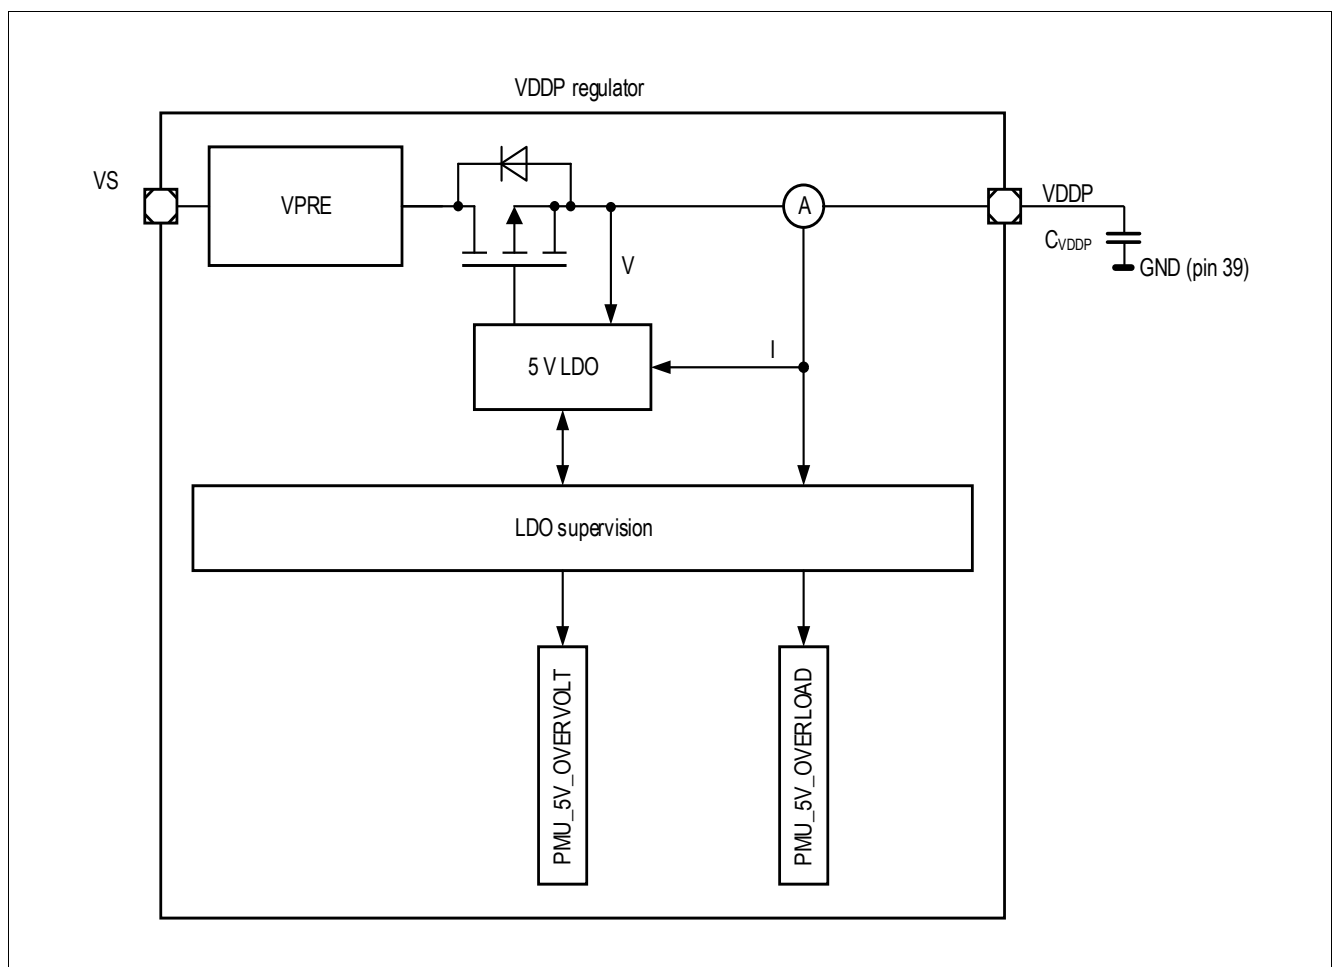 VDDP regulator
VS
VPRE
A
VDDP
CVDDP
GND (pin 39)
V
5 V LDO
I
LDO supervision
PMU_5V_OVERVOLT
PMU_5V_OVERLOAD